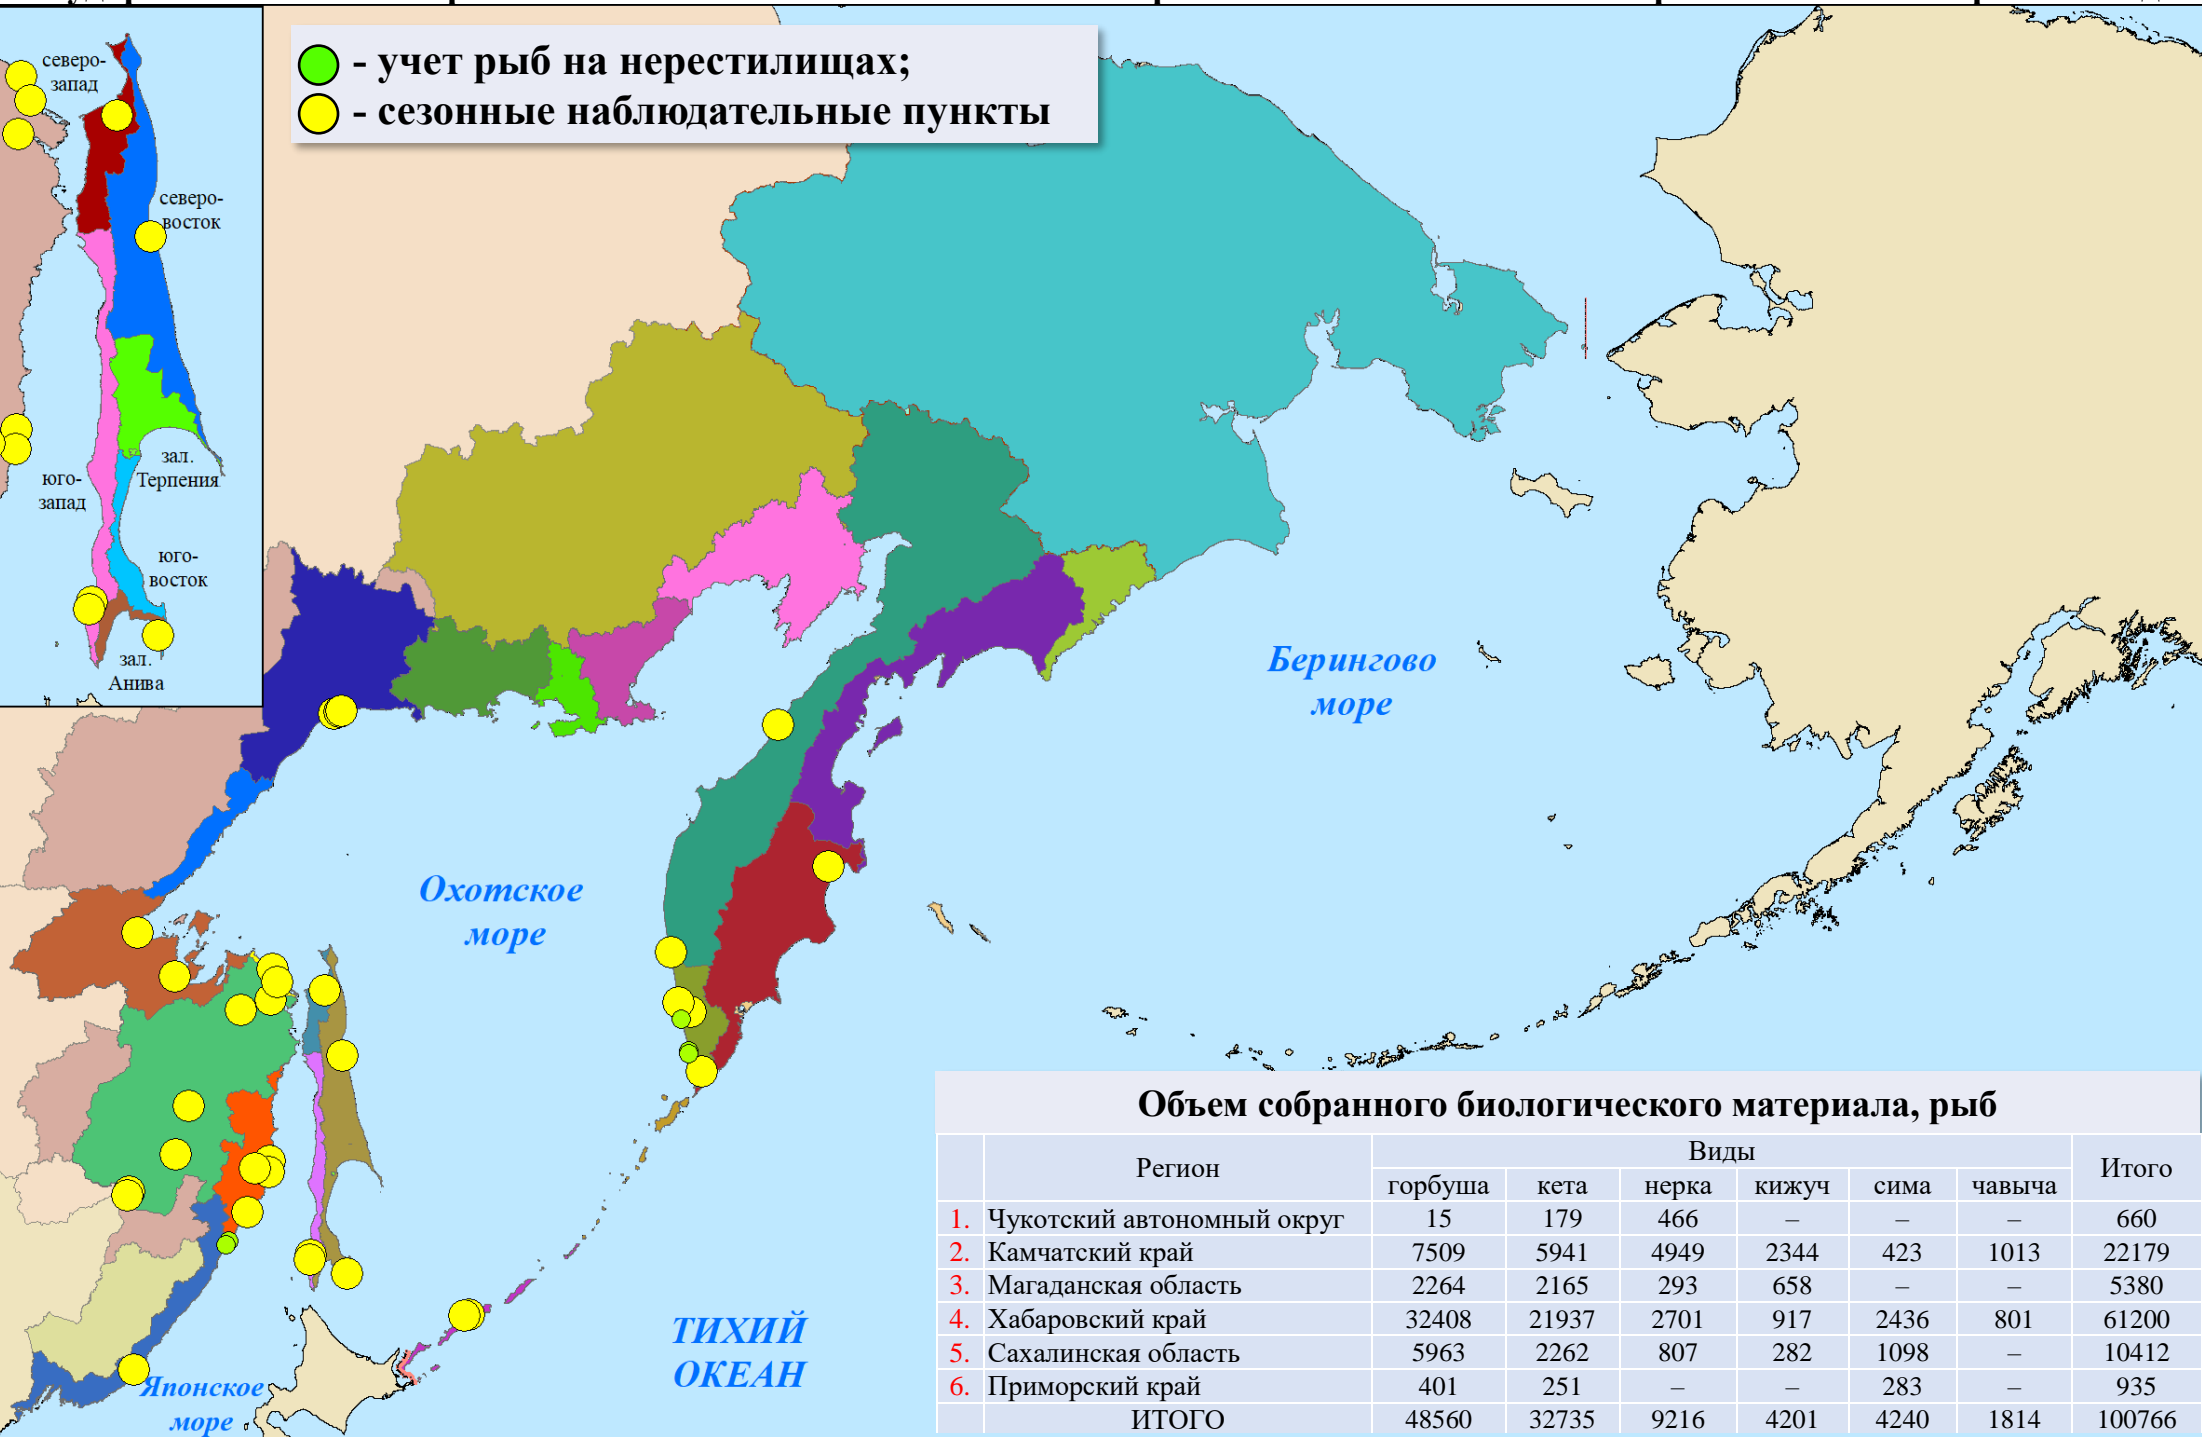 - учет рыб на нерестилищах;
- сезонные наблюдательные пункты
северо-
запад
северо-
восток
зал.
Терпения
юго-
запад
юго-
восток
зал.
Анива
Берингово
море
Охотское
море
ТИХИЙ
ОКЕАН
Японское
море
Объем собранного биологического материала, рыб
Регион Виды Итого
горбуша кета нерка кижуч сима чавыча
1. Чукотский автономный округ 15 179 466 – – – 660
2. Камчатский край 7509 5941 4949 2344 423 1013 22179
3. Магаданская область 2264 2165 293 658 – – 5380
4. Хабаровский край 32408 21937 2701 917 2436 801 61200
5. Сахалинская область 5963 2262 807 282 1098 – 10412
6. Приморский край 401 251 – – 283 – 935
ИТОГО 48560 32735 9216 4201 4240 1814 100766